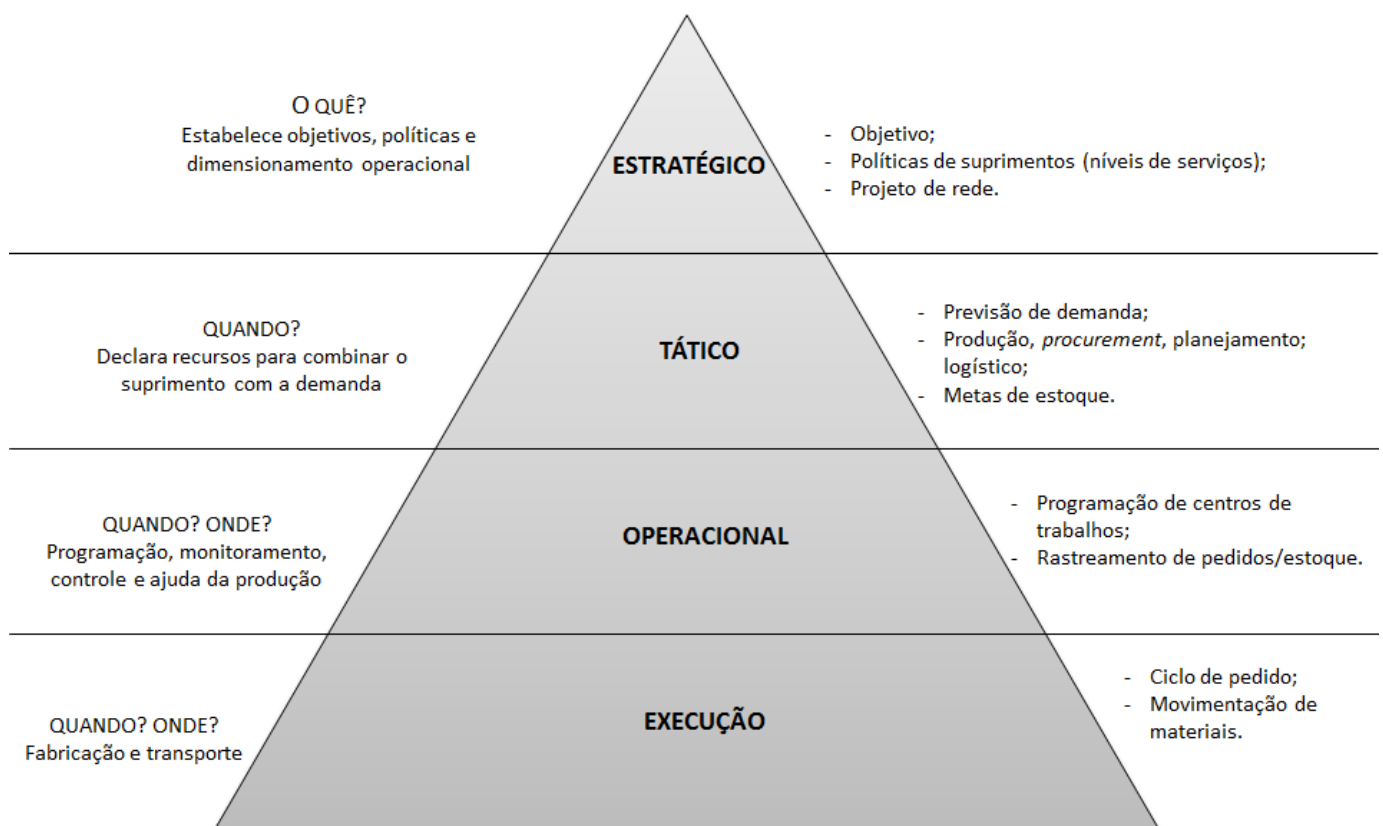 O QUÊ?
Estabelece objetivos, políticas e
dimensionamento operacional
ESTRATÉGICO
- Objetivo;
- Políticas de suprimentos (níveis de serviços);
- Projeto de rede.
QUANDO?
Declara recursos para combinar o
suprimento com a demanda
TÁTICO
- Previsão de demanda;
- Produção, procurement, planejamento;
logístico;
- Metas de estoque.
QUANDO? ONDE?
Programação, monitoramento,
controle e ajuda da produção
OPERACIONAL
- Programação de centros de
trabalhos;
- Rastreamento de pedidos/estoque.
QUANDO? ONDE?
Fabricação e transporte
EXECUÇÃO
- Ciclo de pedido;
- Movimentação de
materiais.